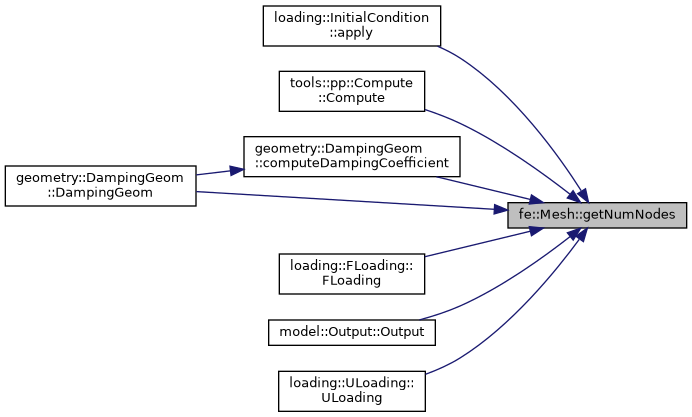 loading::InitialCondition
::apply
tools::pp::Compute
::Compute
geometry::DampingGeom
::computeDampingCoefficient
geometry::DampingGeom
::DampingGeom
fe::Mesh::getNumNodes
loading::FLoading::
FLoading
model::Output::Output
loading::ULoading::
ULoading